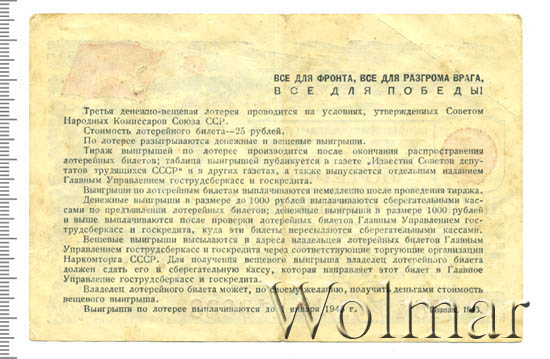 ВСЕ ДЛЯ ФРОНТА, ВСЕ ДЛЯ РАЗГРОМА ВРАГА,
ВСЕ ДЛЯ ПОБЕДЫ!
Третья денежно-вещевая лотерея проводится на условиях, утвержденных Советом
Народных Комиссаров Союза ССР.
Стоимость лотерейного билета—25 рублей.
По лотерее разыгрываются денежные и вещевые выигрыши.
Тираж выигрышей по лотерее производится после окончания распространения
лотерейных билетов; таблица выигрышей публикуется в газете „Известия Советов депу-
татов трудящихся СССР" и в других газетах, а также выпускается отдельным изданием
Главным Управлением гострудсберкасс и госкредита.
Выигрыши по лотерейным билетам выплачиваются немедленно после проведения тиража.
Денежные выигрыши в размере до 1000 рублей выплачиваются сберегательными кас-
сами по предъявлении лотерейных билетов; денежные выигрыши в размере 1000 рублей
и выше выплачиваются после проверки лотерейных билетов Главным Управлением гос-
трудсберкасс и госкредита, куда эти билеты пересылаются сберегательными кассами.
Вещевые выигрыши высылаются в адреса владельцев лотерейных билетов Главным
Управлением гострудсберкасс и госкредита через соответствующие торгующие организации
Наркомторга СССР. Для получения вещевого выигрыша владелец лотерейного билета
должен сдать его в сберегательную кассу, которая направляет этот билет в Главное
Управление гострудсберкасс и госкредита.
Владелец лотерейного билета может, по своему желанию, получить деньгами стоимость
вещевого выигрыша.
Выигрыши по лотерее выплачиваются до 1 января г.
Гознак.
Wolmar